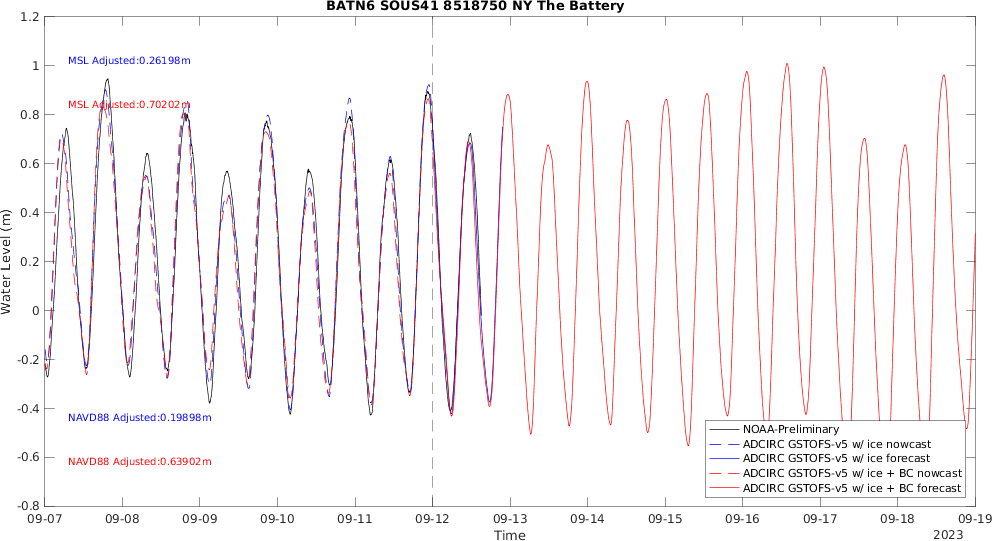 BATN6 SOUS41 8518750 NY The Battery
1.2
1
0.8
0.6
0.4
0.2
0
-0.2
-0.4
-0.6
-0.8
Water Level (m)
MSL Adjusted:0.26198m
MSL Adjusted:0.70202m
NAVD88 Adjusted:0.19898m
NAVD88 Adjusted:0.63902m
NOAA-Preliminary
ADCIRC GSTOFS-v5 w/ ice nowcast
ADCIRC GSTOFS-v5 w/ ice forecast
ADCIRC GSTOFS-v5 w/ ice + BC nowcast
ADCIRC GSTOFS-v5 w/ ice + BC forecast
09-07 09-08 09-09 09-10 09-11 09-12 09-13 09-14 09-15 09-16 09-17 09-18 09-19
Time
2023